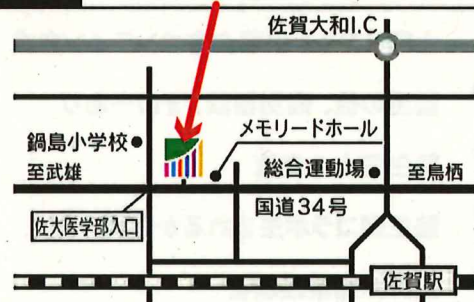 佐賀大和I.C
鍋島小学校
メモリードホール
至武雄
総合運動場
至鳥栖
佐大医学部入口
国道34号
佐賀駅